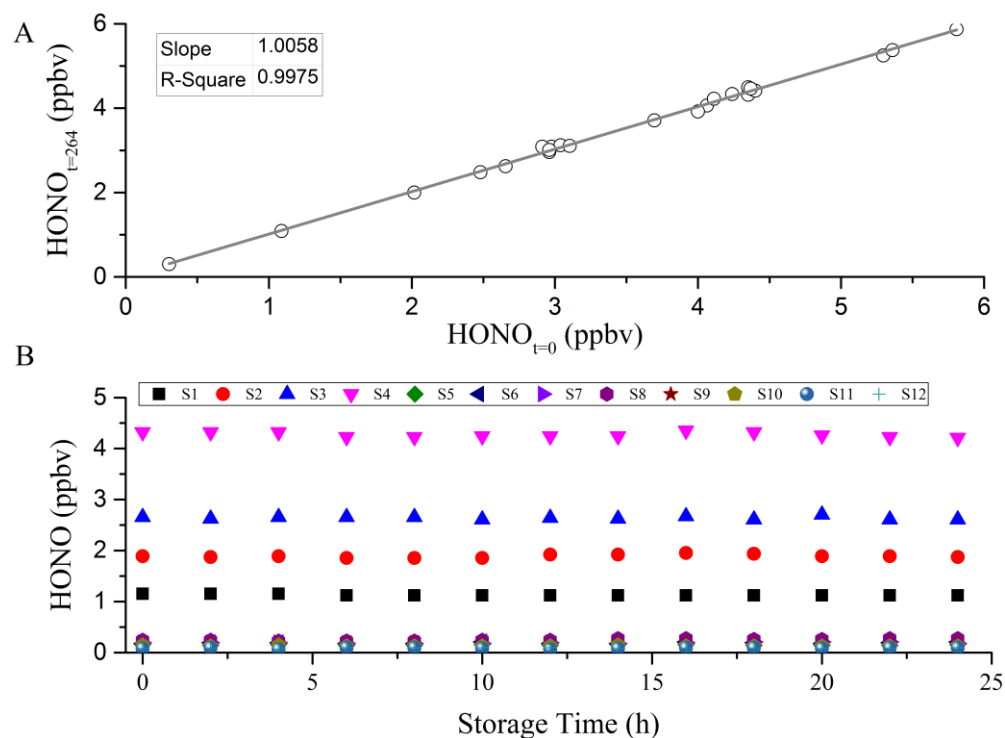 A
Slope 1.0058
R-Square 0.9975
HONOt=264 (ppbv)
6
4
2
0
0 1 2 3 4 5 6
HONOt=0 (ppbv)
B
S1 S2 S3 S4 S5 S6 S7 S8 S9 S10 S11 S12
HONO (ppbv)
5
4
3
2
1
0
0 5 10 15 20 25
Storage Time (h)